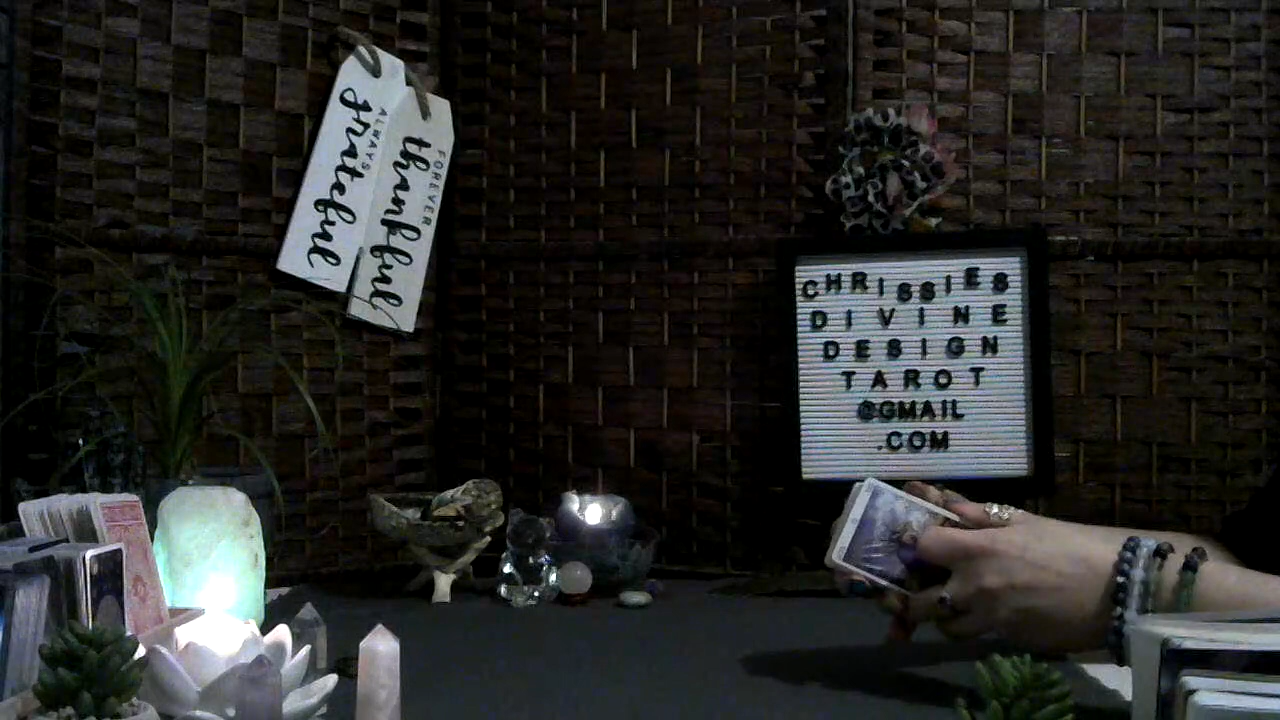 ALWAYS
grateful
FOREVER
thankful
CHRISSIES
DIVINE
DESIGN
TAROT
@GMAIL
.COM